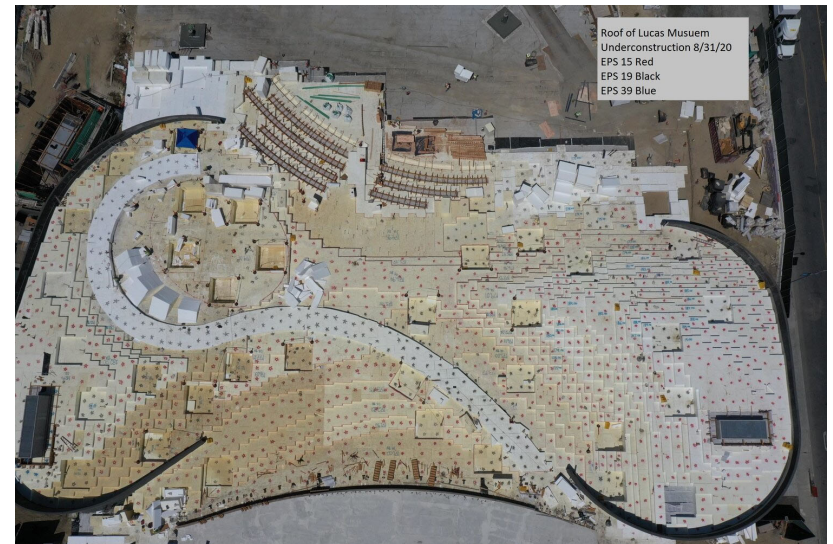 Roof of Lucas Musuem
Underconstruction 8/31/20
EPS 15 Red
EPS 19 Black
EPS 39 Blue